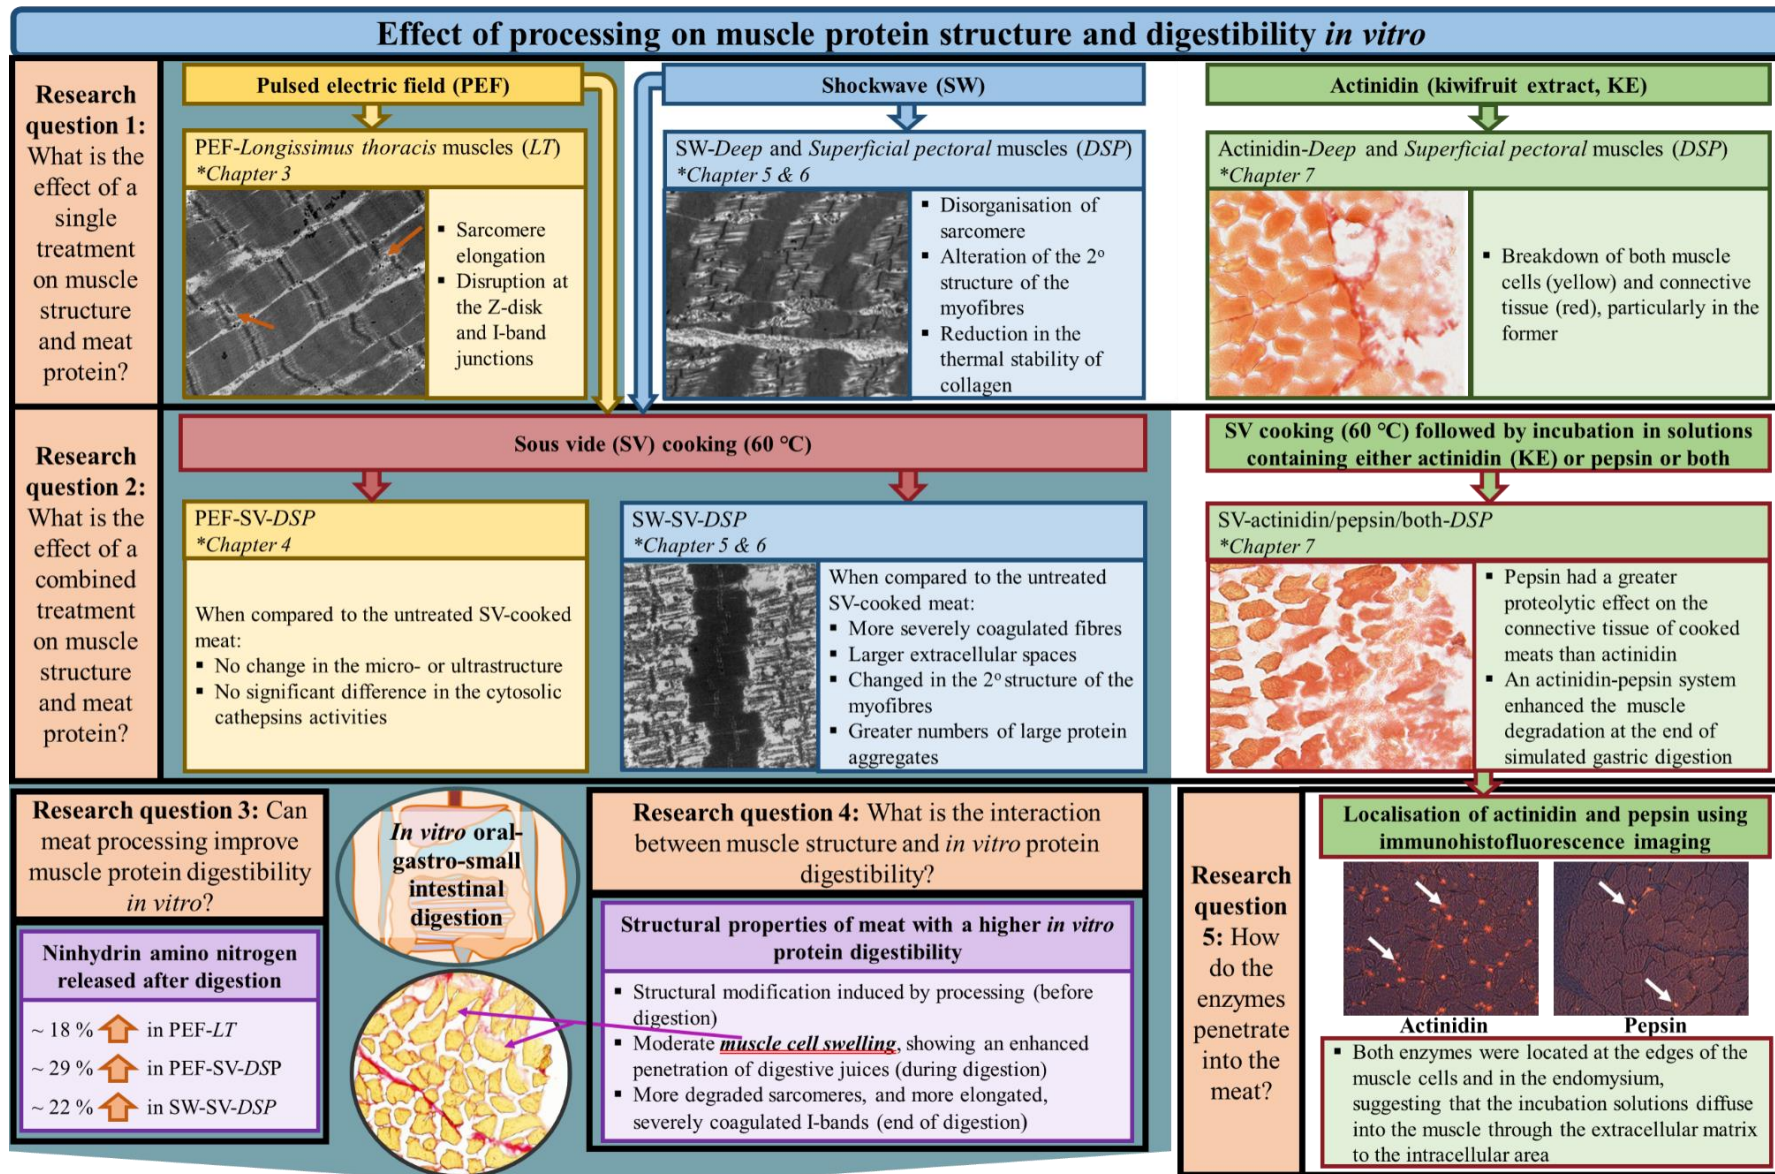 Effect of processing on muscle protein structure and digestibility in vitro
Research
question 1:
What is the
effect of a
single
treatment
on muscle
structure
and meat
protein?
Pulsed electric field (PEF)
PEF-Longissimus thoracis muscles (LT)
*Chapter 3
▪ Sarcomere
elongation
▪ Disruption at
the Z-disk
and I-band
junctions
Shockwave (SW)
SW-Deep and Superficial pectoral muscles (DSP)
*Chapter 5 & 6
▪ Disorganisation of
sarcomere
▪ Alteration of the 2º
structure of the
myofibres
▪ Reduction in the
thermal stability of
collagen
Actinidin (kiwifruit extract, KE)
Actinidin-Deep and Superficial pectoral muscles (DSP)
*Chapter 7
▪ Breakdown of both muscle
cells (yellow) and connective
tissue (red), particularly in the
former
Research
question 2:
What is the
effect of a
combined
treatment
on muscle
structure
and meat
protein?
Sous vide (SV) cooking (60 °C)
PEF-SV-DSP
*Chapter 4
When compared to the untreated SV-cooked
meat:
▪ No change in the micro- or ultrastructure
▪ No significant difference in the cytosolic
cathepsins activities
SW-SV-DSP
*Chapter 5 & 6
When compared to the untreated
SV-cooked meat:
▪ More severely coagulated fibres
▪ Larger extracellular spaces
▪ Changed in the 2º structure of the
myofibres
▪ Greater numbers of large protein
aggregates
SV cooking (60 °C) followed by incubation in solutions
containing either actinidin (KE) or pepsin or both
SV-actinidin/pepsin/both-DSP
*Chapter 7
▪ Pepsin had a greater
proteolytic effect on the
connective tissue of cooked
meats than actinidin
▪ An actinidin-pepsin system
enhanced the muscle
degradation at the end of
simulated gastric digestion
Research question 3: Can
meat processing improve
muscle protein digestibility
in vitro?
Ninhydrin amino nitrogen
released after digestion
~ 18 % in PEF-LT
~ 29 % in PEF-SV-DSP
~ 22 % in SW-SV-DSP
In vitro oral-
gastro-small
intestinal
digestion
Research question 4: What is the interaction
between muscle structure and in vitro protein
digestibility?
Structural properties of meat with a higher in vitro
protein digestibility
▪ Structural modification induced by processing (before
digestion)
▪ Moderate muscle cell swelling, showing an enhanced
penetration of digestive juices (during digestion)
▪ More degraded sarcomeres, and more elongated,
severely coagulated I-bands (end of digestion)
Research
question
5: How
do the
enzymes
penetrate
into the
meat?
Localisation of actinidin and pepsin using
immunohistofluorescence imaging
Actinidin
Pepsin
▪ Both enzymes were located at the edges of the
muscle cells and in the endomysium,
suggesting that the incubation solutions diffuse
into the muscle through the extracellular matrix
to the intracellular area